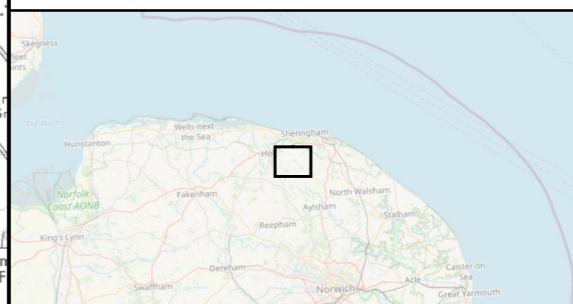 Skegness
The Wash
Hunstanton
Wells-next-
the-Sea
Sheringham
Ho
Norfolk
Coast AONB
Fakenham
North Walsham
Aylsham
Stalham
Reepham
King's Lynn
Dereham
Swaffham
Norwich
Acle
Caister on
Sea
Great Yarmouth